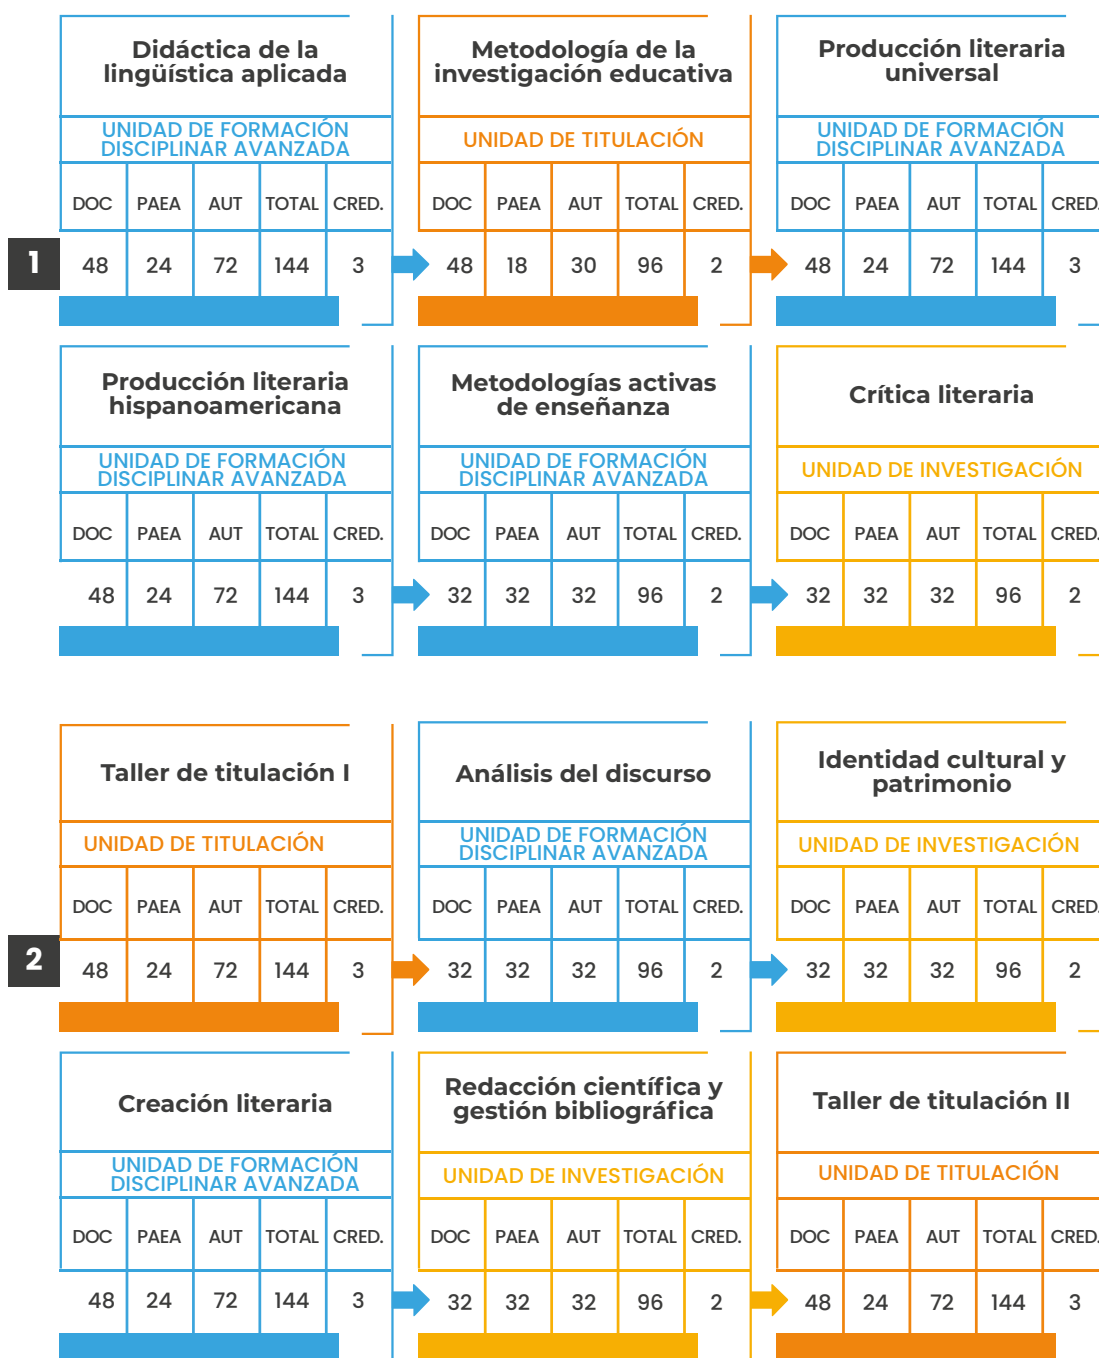 Didáctica de la
lingüística aplicada
UNIDAD DE FORMACIÓN
DISCIPLINAR AVANZADA
DOC PAEA AUT TOTAL CRED.
1
48 24 72 144 3
Metodología de la
investigación educativa
UNIDAD DE TITULACIÓN
DOC PAEA AUT TOTAL CRED.
48 18 30 96 2
Producción literaria
universal
UNIDAD DE FORMACIÓN
DISCIPLINAR AVANZADA
DOC PAEA AUT TOTAL CRED.
48 24 72 144 3
Producción literaria
hispanoamericana
UNIDAD DE FORMACIÓN
DISCIPLINAR AVANZADA
DOC PAEA AUT TOTAL CRED.
48 24 72 144 3
Metodologías activas
de enseñanza
UNIDAD DE FORMACIÓN
DISCIPLINAR AVANZADA
DOC PAEA AUT TOTAL CRED.
32 32 32 96 2
Crítica literaria
UNIDAD DE INVESTIGACIÓN
DOC PAEA AUT TOTAL CRED.
32 32 32 96 2
Taller de titulación I
UNIDAD DE TITULACIÓN
DOC PAEA AUT TOTAL CRED.
2
48 24 72 144 3
Análisis del discurso
UNIDAD DE FORMACIÓN
DISCIPLINAR AVANZADA
DOC PAEA AUT TOTAL CRED.
32 32 32 96 2
Identidad cultural y
patrimonio
UNIDAD DE INVESTIGACIÓN
DOC PAEA AUT TOTAL CRED.
32 32 32 96 2
Creación literaria
UNIDAD DE FORMACIÓN
DISCIPLINAR AVANZADA
DOC PAEA AUT TOTAL CRED.
48 24 72 144 3
Redacción científica y
gestión bibliográfica
UNIDAD DE INVESTIGACIÓN
DOC PAEA AUT TOTAL CRED.
32 32 32 96 2
Taller de titulación II
UNIDAD DE TITULACIÓN
DOC PAEA AUT TOTAL CRED.
48 24 72 144 3